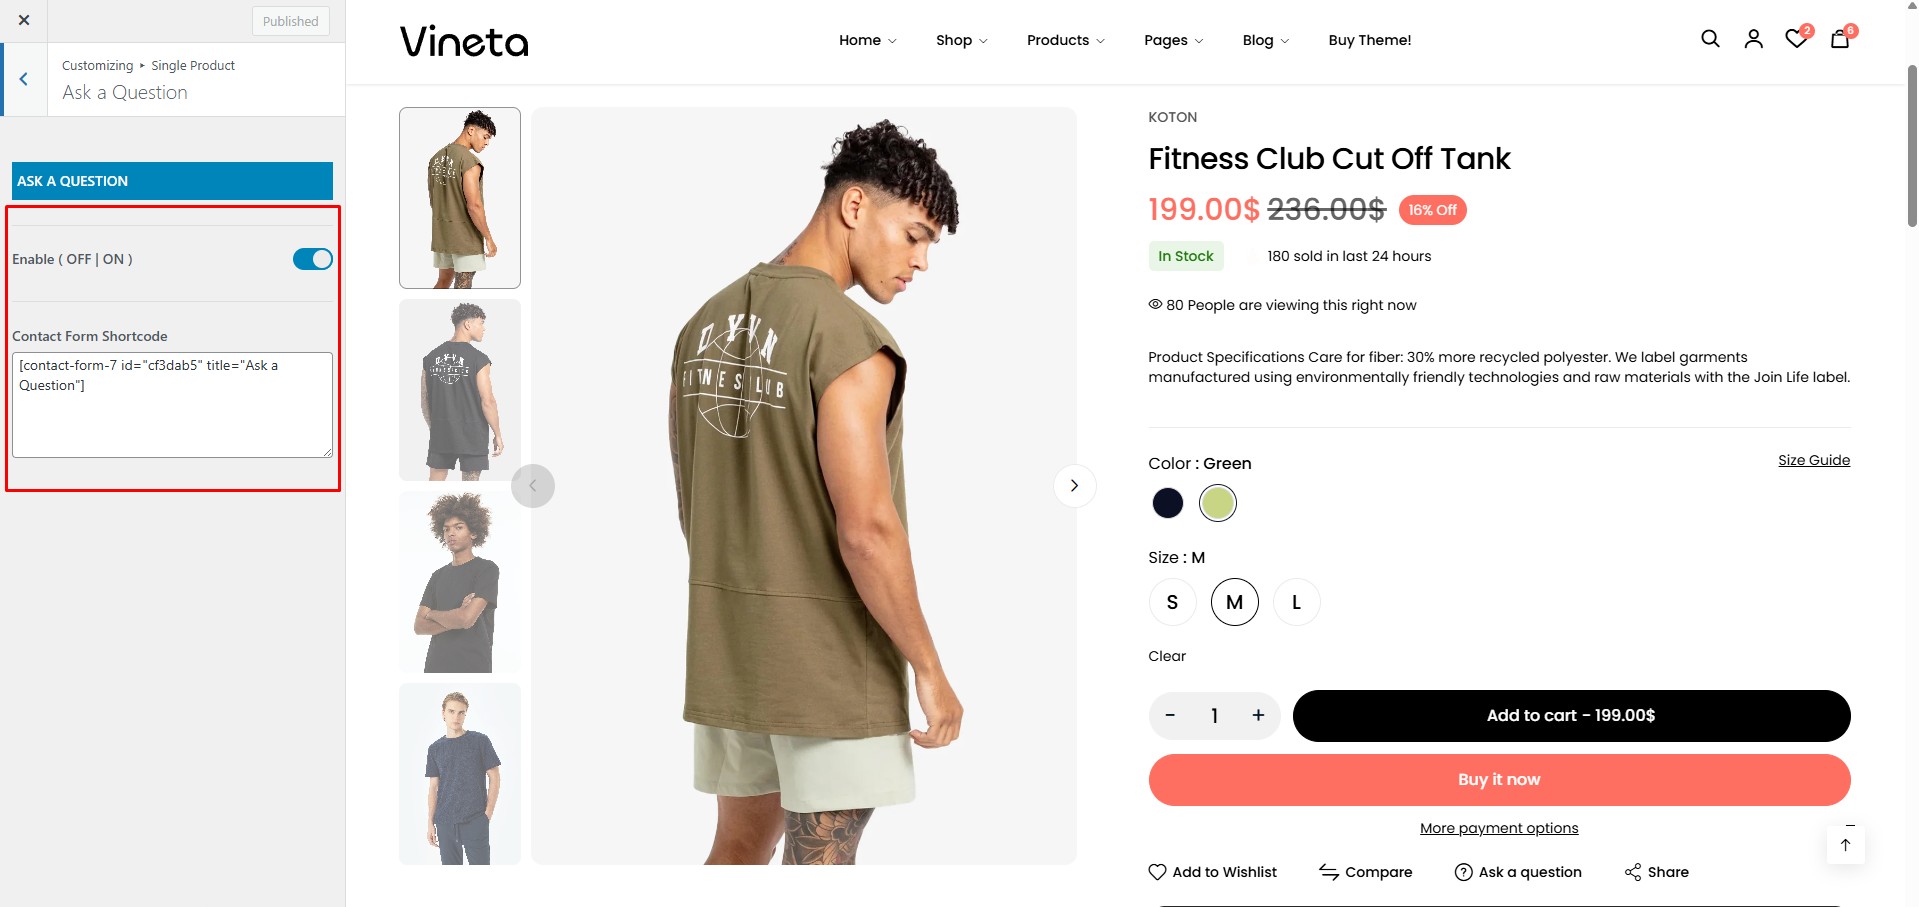 Published
Customizing ▸ Single Product
Ask a Question
ASK A QUESTION
Enable ( OFF | ON )
Contact Form Shortcode
[contact-form-7 id="cf3dab5" title="Ask a
Question"]
Vineta
Home
Shop
Products
Pages
Blog
Buy Theme!
2
6
DYVN
FITNESS CLUB
KOTON
Fitness Club Cut Off Tank
199.00$ 236.00$ 16% Off
In Stock
180 sold in last 24 hours
80 People are viewing this right now
Product Specifications Care for fiber: 30% more recycled polyester. We label garments
manufactured using environmentally friendly technologies and raw materials with the Join Life label.
Color : Green
Size Guide
Size : M
S M L
Clear
- 1 +
Add to cart - 199.00$
Buy it now
More payment options
Add to Wishlist
Compare
Ask a question
Share